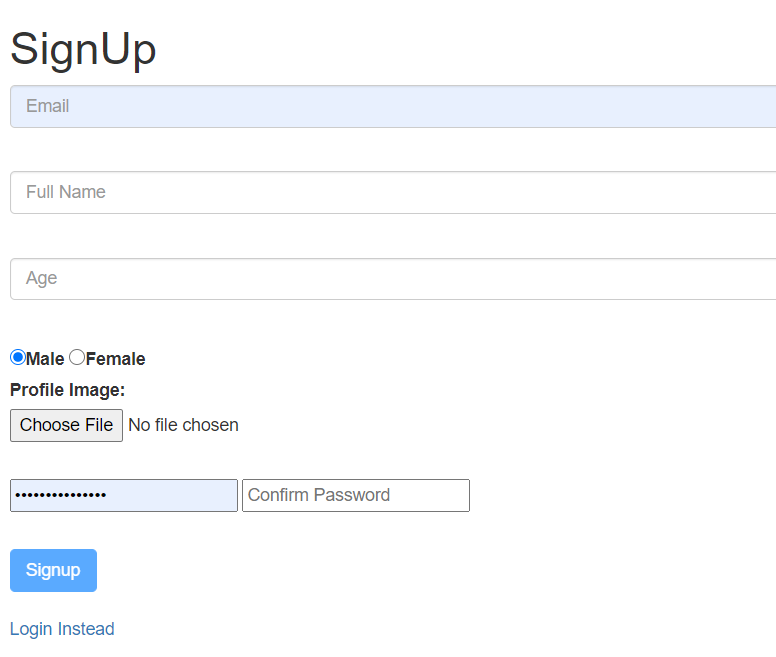 SignUp
Email
Full Name
Age
Male Female
Profile Image:
Choose File No file chosen
••••••••••••••• Confirm Password
Signup
Login Instead